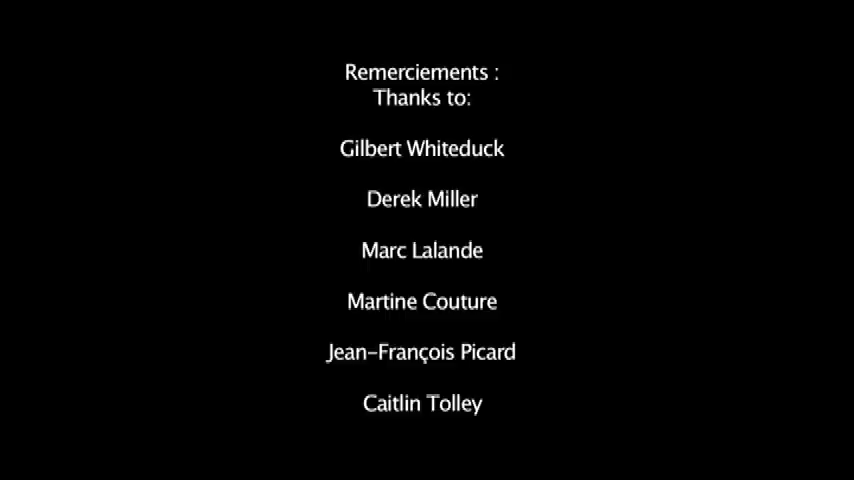 Remerciements :
Thanks to:
Gilbert Whiteduck
Derek Miller
Marc Lalande
Martine Couture
Jean-François Picard
Caitlin Tolley